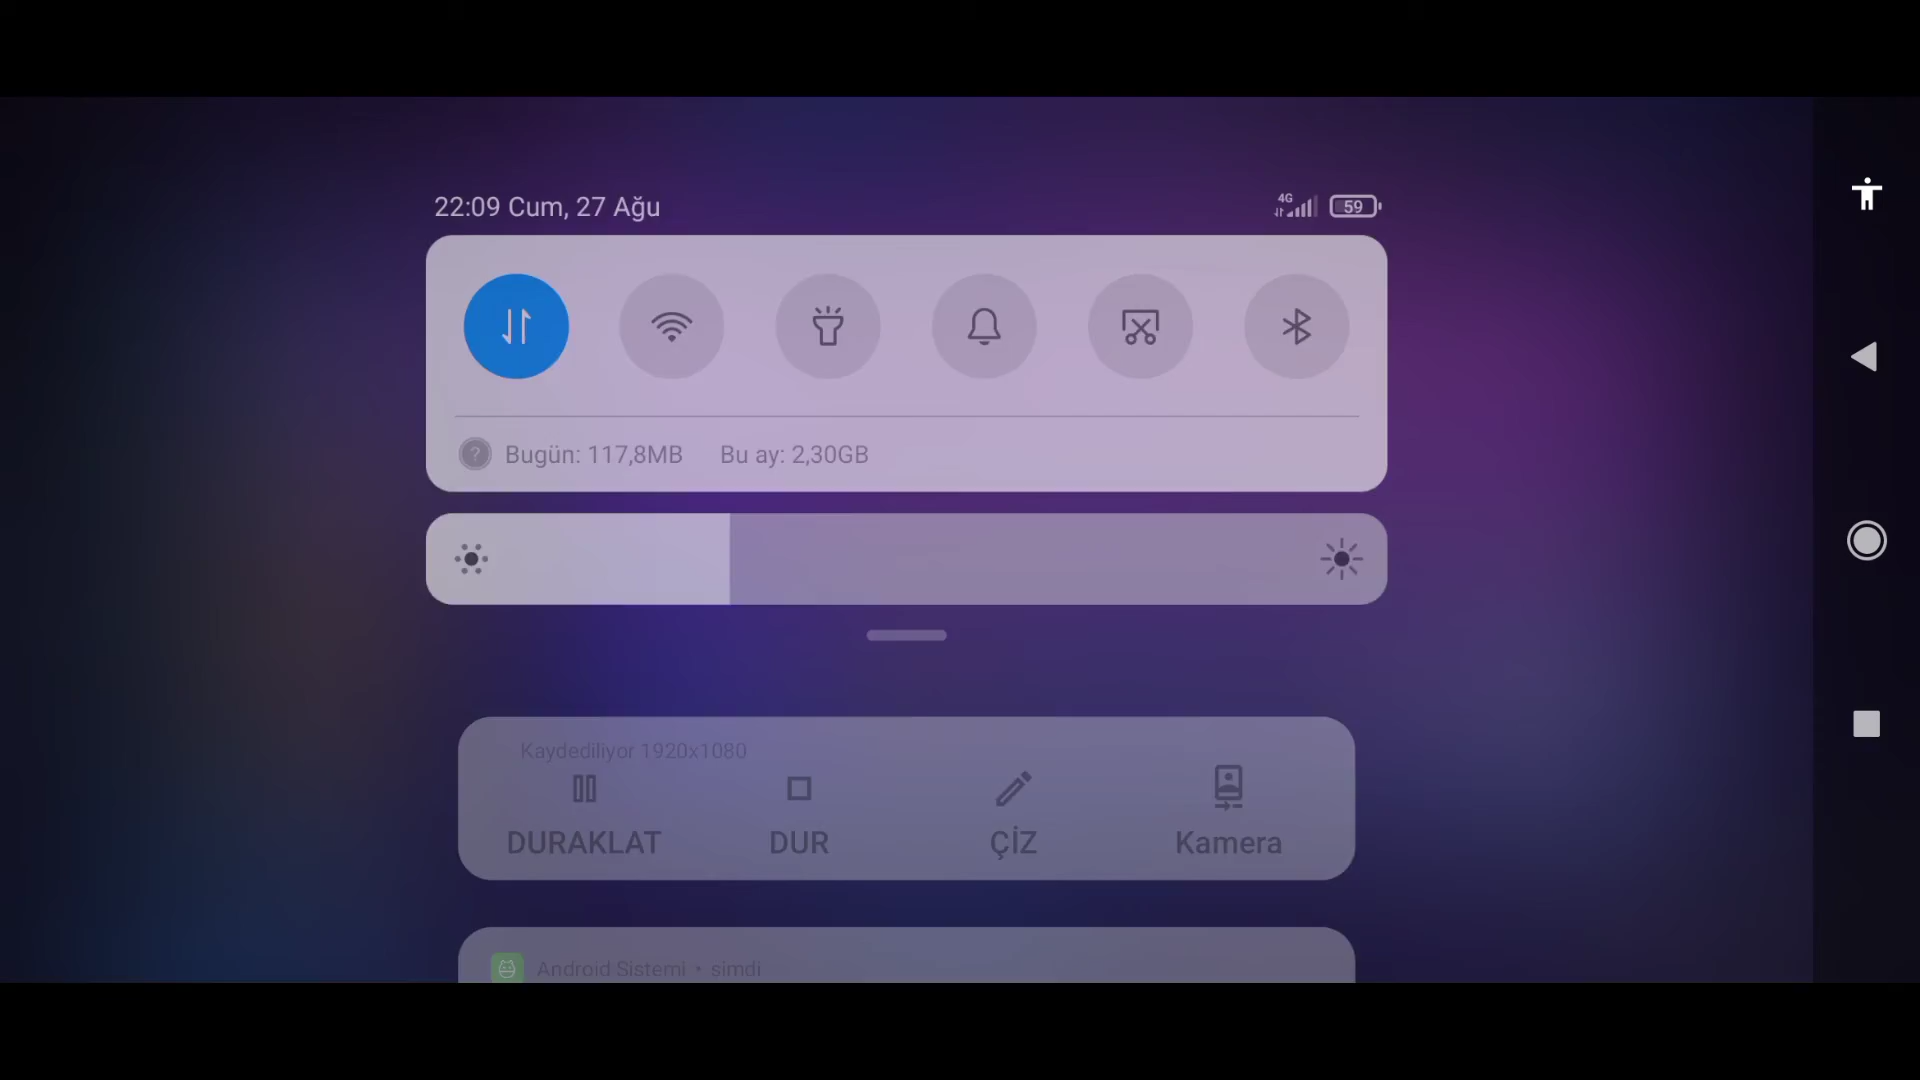 22:09 Cum, 27 Ağu
4G
59
Bugün: 117,8MB Bu ay: 2,30GB
Kaydediliyor 1920x1080
DURAKLAT DUR ÇİZ Kamera
Android Sistemi • şimdi